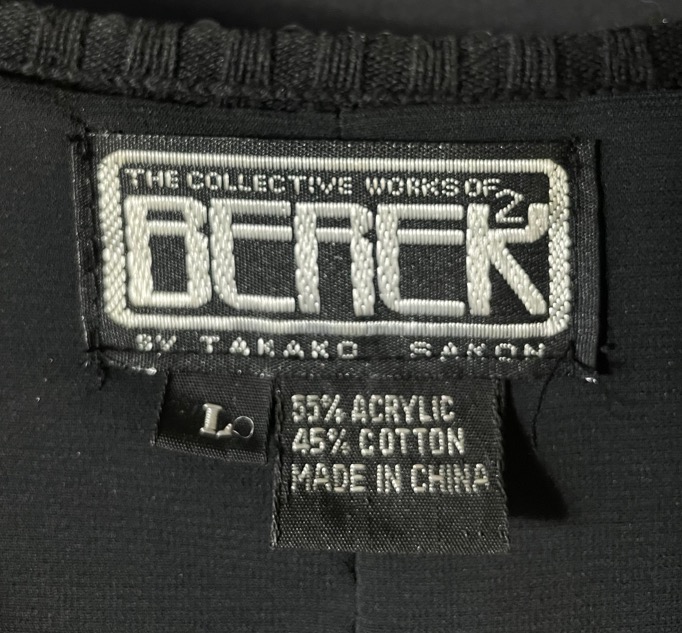 THE COLLECTIVE WORKS OF
BEREK 2
BY TAKAKO SAKON
L
55% ACRYLIC
45% COTTON
MADE IN CHINA